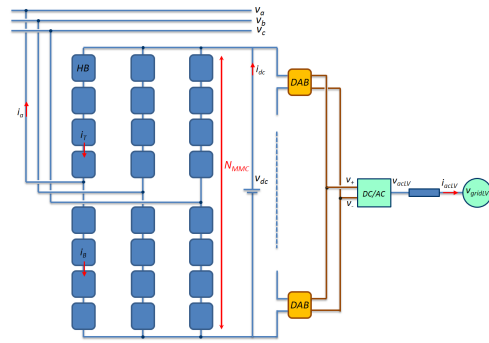 v_a
v_b
v_c
HB
i_dc
DAB
i_a
i_T
N_MMC
v_dc
v_+
v_-
DC/AC
v_acLV
i_acLV
v_gridLV
i_B
DAB